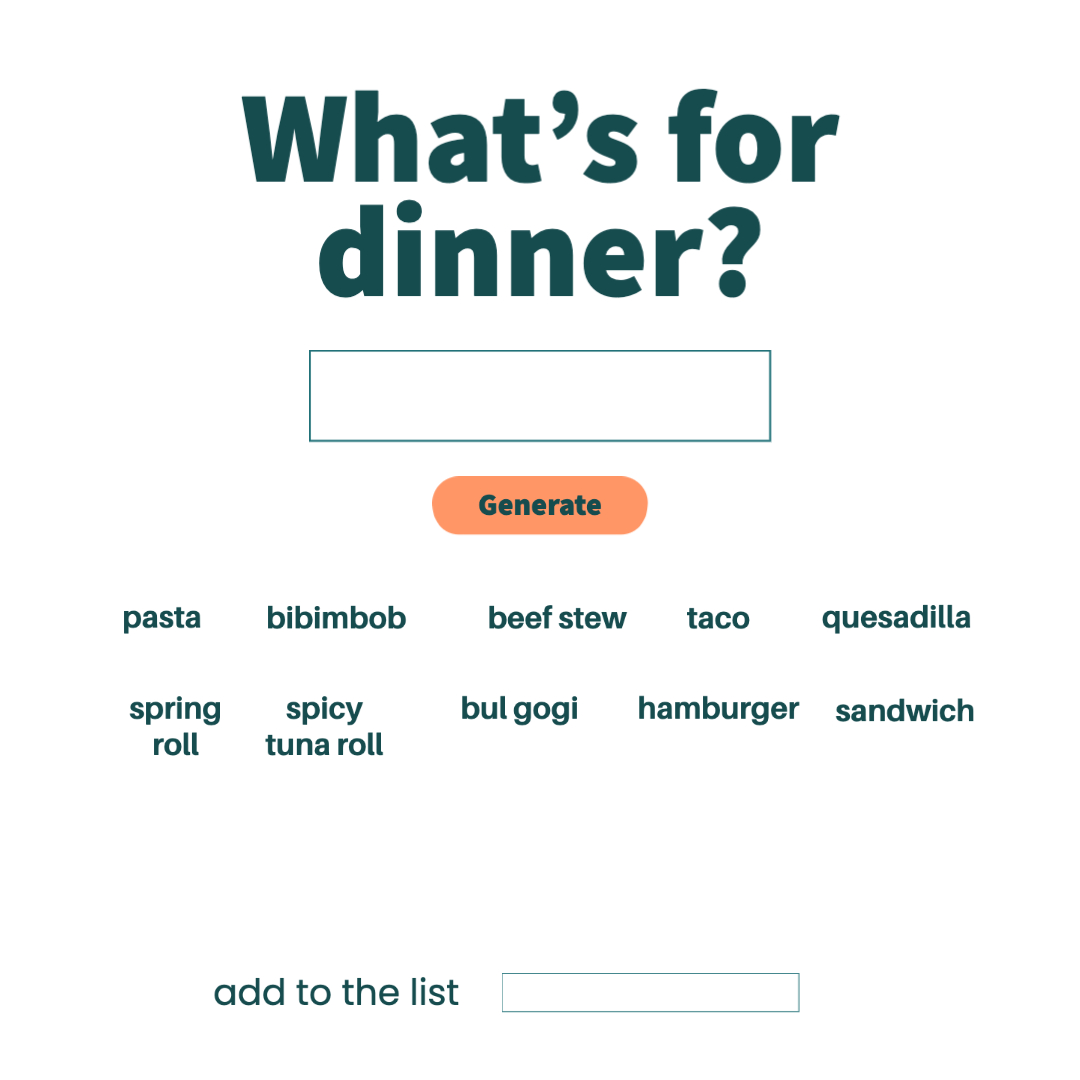 What’s for
dinner?
Generate
pasta bibimbob beef stew taco quesadilla
spring spicy bul gogi hamburger sandwich
roll tuna roll
add to the list